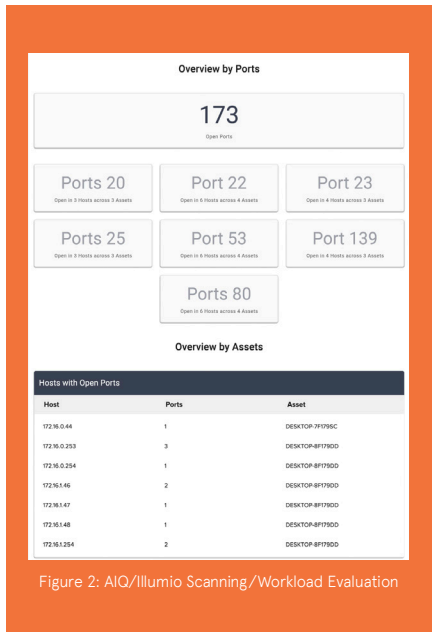 Overview by Ports
173
Open Ports
Ports 20
Open in 3 Hosts across 3 Assets
Port 22
Open in 6 Hosts across 4 Assets
Port 23
Open in 4 Hosts across 3 Assets
Ports 25
Open in 3 Hosts across 3 Assets
Port 53
Open in 6 Hosts across 4 Assets
Port 139
Open in 4 Hosts across 3 Assets
Ports 80
Open in 6 Hosts across 4 Assets
Overview by Assets
Hosts with Open Ports
Host Ports Asset
172.16.0.44 1 DESKTOP-7F179SC
172.16.0.253 3 DESKTOP-8F179DD
172.16.0.254 1 DESKTOP-8F179DD
172.16.1.46 2 DESKTOP-8F179DD
172.16.1.47 1 DESKTOP-8F179DD
172.16.1.48 1 DESKTOP-8F179DD
172.16.1.254 2 DESKTOP-8F179DD
Figure 2: AIQ/Illumio Scanning/Workload Evaluation